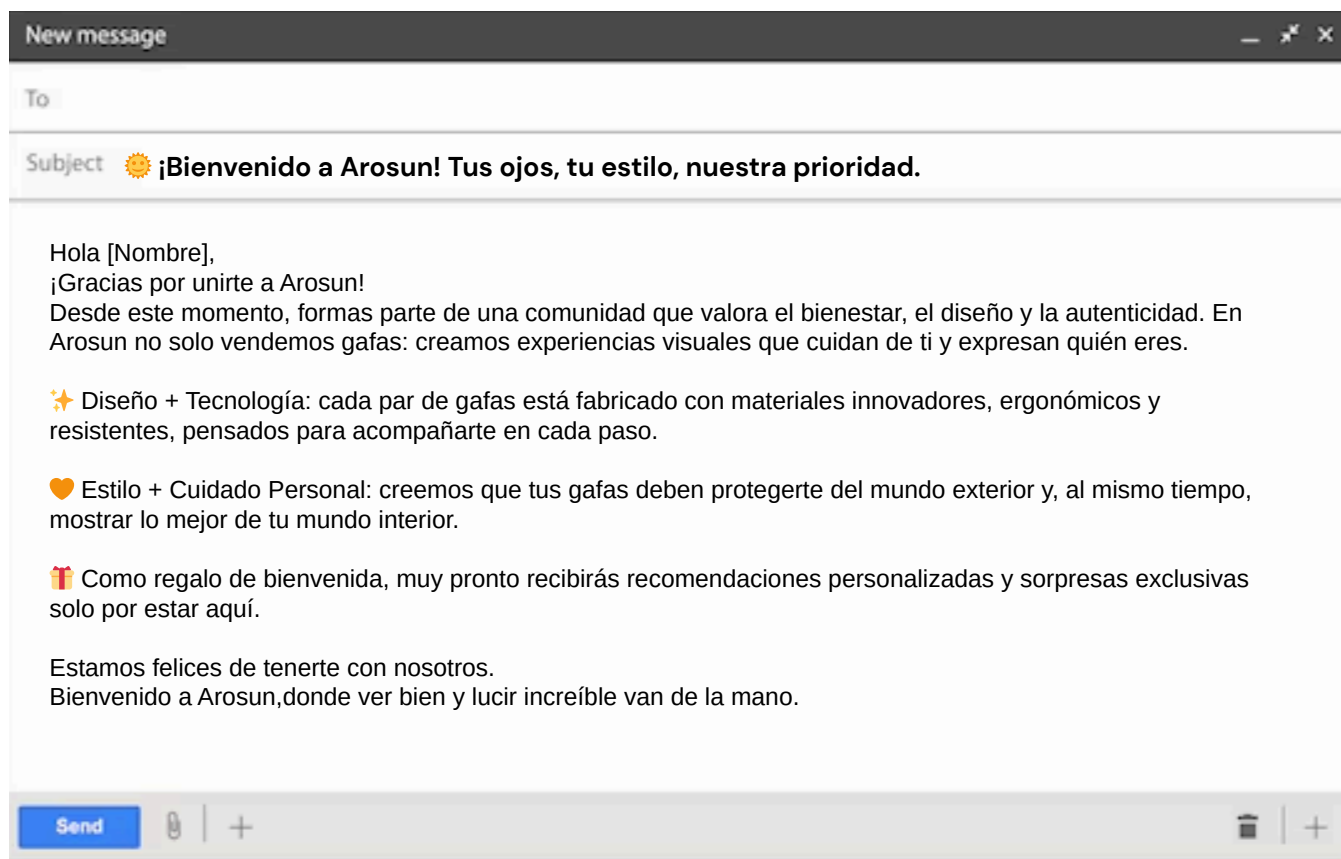 New message
To
Subject 🌞 ¡Bienvenido a Arosun! Tus ojos, tu estilo, nuestra prioridad.
Hola [Nombre],
¡Gracias por unirte a Arosun!
Desde este momento, formas parte de una comunidad que valora el bienestar, el diseño y la autenticidad. En
Arosun no solo vendemos gafas: creamos experiencias visuales que cuidan de ti y expresan quién eres.
✨ Diseño + Tecnología: cada par de gafas está fabricado con materiales innovadores, ergonómicos y
resistentes, pensados para acompañarte en cada paso.
🧡 Estilo + Cuidado Personal: creemos que tus gafas deben protegerte del mundo exterior y, al mismo tiempo,
mostrar lo mejor de tu mundo interior.
🎁 Como regalo de bienvenida, muy pronto recibirás recomendaciones personalizadas y sorpresas exclusivas
solo por estar aquí.
Estamos felices de tenerte con nosotros.
Bienvenido a Arosun,donde ver bien y lucir increíble van de la mano.
Send